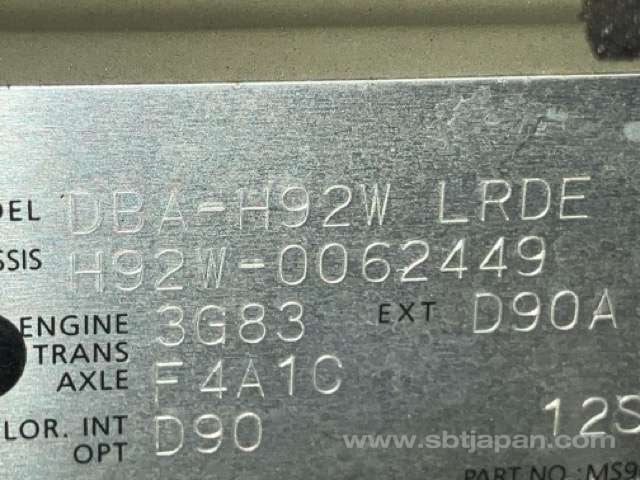 DEL DBA-H92W LRDE
SSIS H92W-0062449
ENGINE 3G83 EXT D90A
TRANS
AXLE F4A1C
LOR. INT D90
OPT 12S
www.sbtjapan.com
PART NO.:MS9